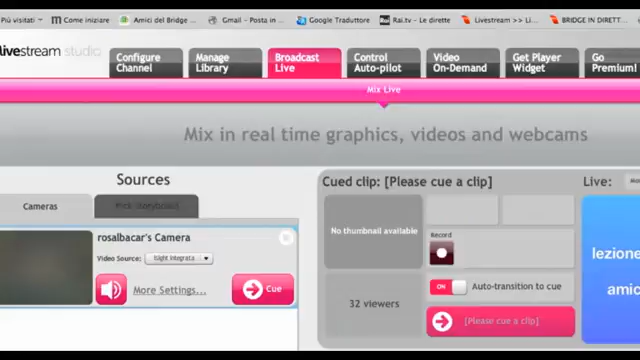 Più visitati
Come iniziare
Amici del Bridge ...
Gmail - Posta in ...
Google Traduttore
Rai.tv - Le dirette
Livestream >> Li...
BRIDGE IN DIRETT...
livestream studio
Configure Channel
Manage Library
Broadcast Live
Control Auto-pilot
Video On-Demand
Get Player Widget
Go Premium!
Mix Live
Mix in real time graphics, videos and webcams
Sources
Cued clip: [Please cue a clip]
Live:
Cameras
rosalbacar's Camera
Video Source:
More Settings...
Cue
No thumbnail available
Record
ON
Auto-transition to cue
32 viewers
[Please cue a clip]
lezione
amic